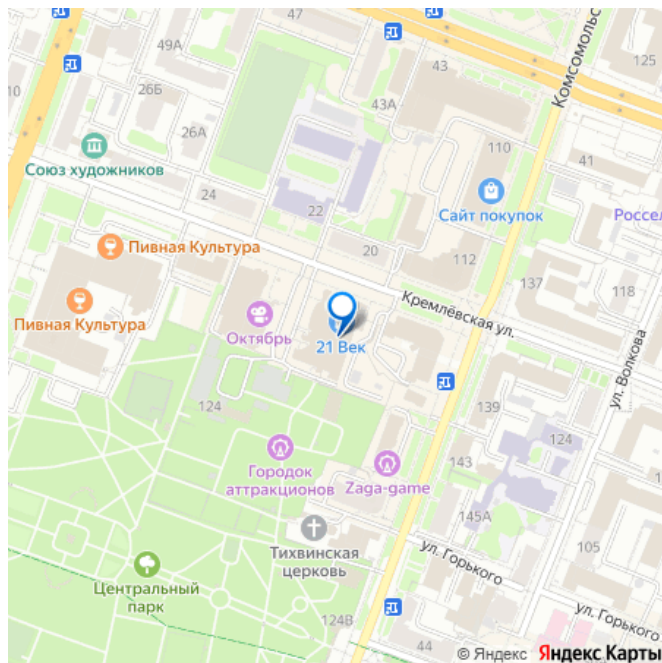 47
49А
125
43
10
26Б
43А
Комсомольс
26А
110
41
Союз художников
24
22
Сайт покупок
Россел
Пивная Культура
20
112
137
118
Кремлёвская ул.
Пивная Культура
Октябрь
21 Век
ул. Волкова
124
139
124
Городок
аттракционов
Zaga-game
143
145А
Тихвинская
церковь
ул. Горького
105
Центральный
парк
124В
ул. Горького
44
© Яндекс Яндекс Карты